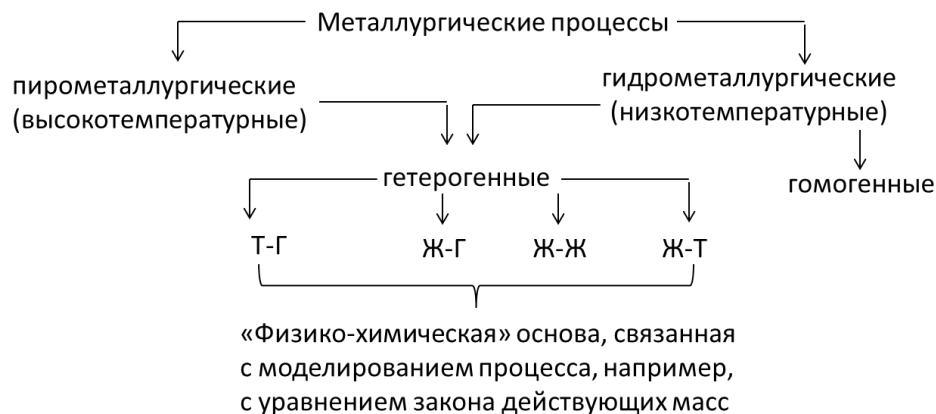 Металлургические процессы
пирометаллургические
(высокотемпературные)
гидрометаллургические
(низкотемпературные)
гетерогенные
гомогенные
Т-Г
Ж-Г
Ж-Ж
Ж-Т
«Физико-химическая» основа, связанная
с моделированием процесса, например,
с уравнением закона действующих масс